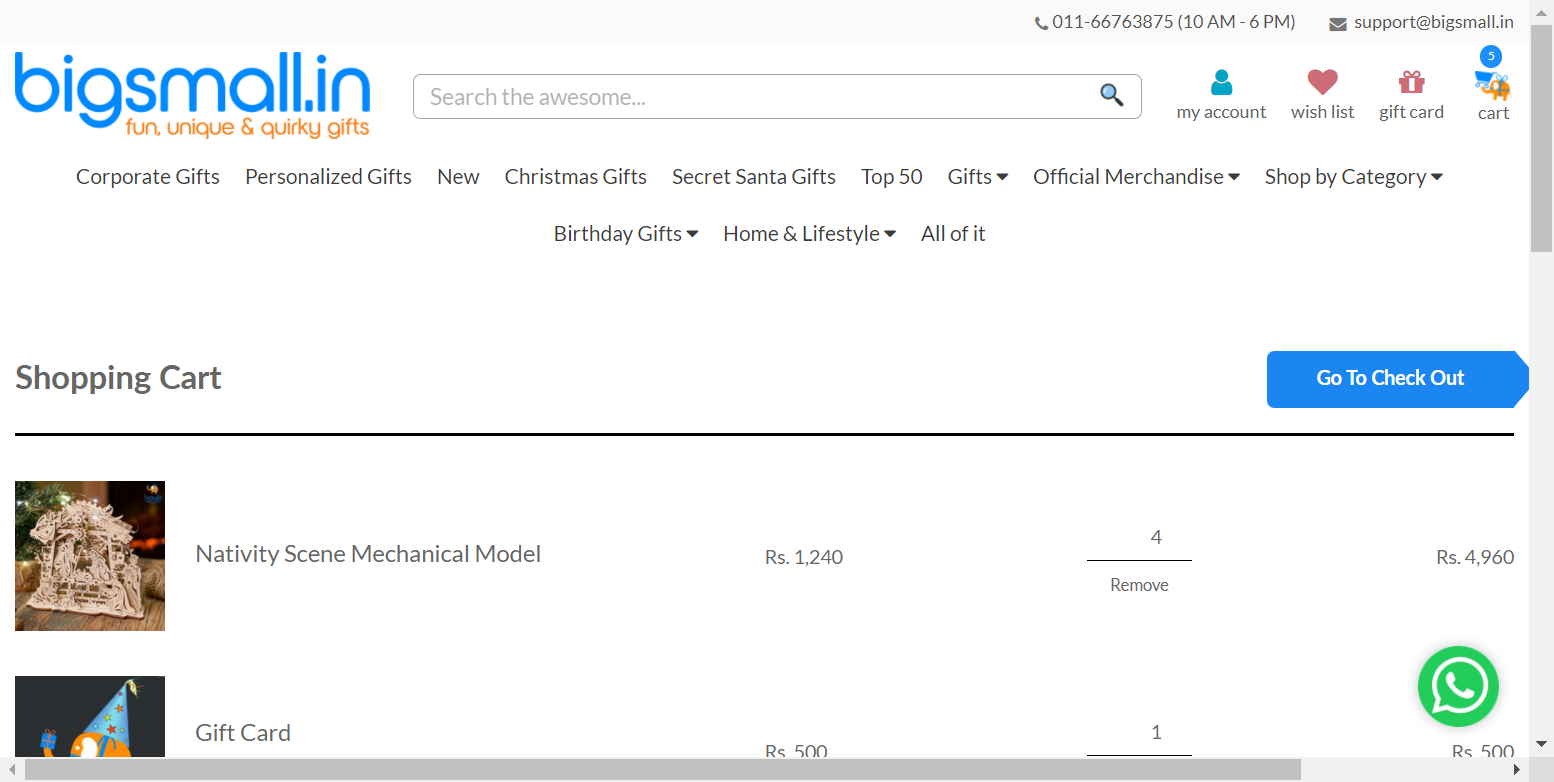 011-66763875 (10 AM - 6 PM) support@bigsmall.in
bigsmall.in
fun, unique & quirky gifts
Search the awesome...
my account
wish list
gift card
5
cart
Corporate Gifts Personalized Gifts New Christmas Gifts Secret Santa Gifts Top 50 Gifts Official Merchandise Shop by Category
Birthday Gifts Home & Lifestyle All of it
Shopping Cart
Go To Check Out
Nativity Scene Mechanical Model
Rs. 1,240
4
Remove
Rs. 4,960
Gift Card
Rs. 500
1
Rs. 500